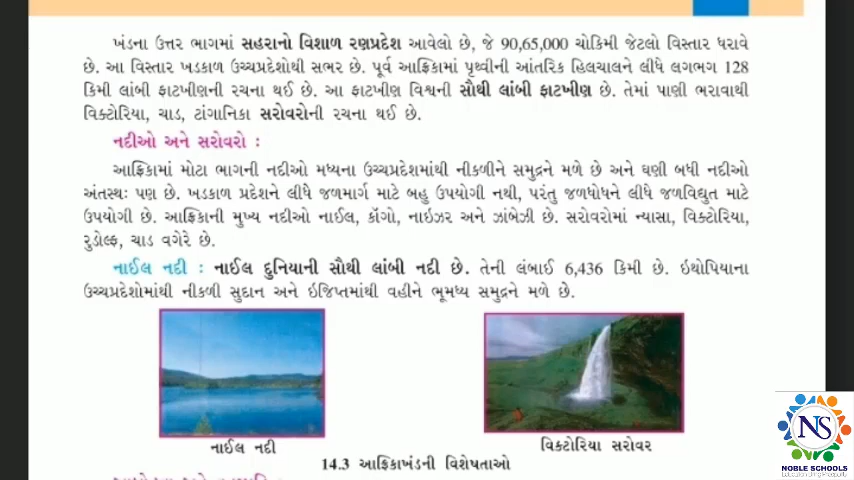 ખંડના ઉત્તર ભાગમાં સહરાનો વિશાળ રણપ્રદેશ આવેલો છે, જે 90,65,000 ચોકિમી જેટલો વિસ્તાર ધરાવે
છે. આ વિસ્તાર ખડકાળ ઉચ્ચપ્રદેશોથી સભર છે. પૂર્વ આફ્રિકામાં પૃથ્વીની આંતરિક હિલચાલને લીધે લગભગ 128
કિમી લાંબી ફાટખીણની રચના થઈ છે. આ ફાટખીણ વિશ્વની સૌથી લાંબી ફાટખીણ છે. તેમાં પાણી ભરાવાથી
વિક્ટોરિયા, ચાડ, ટાંગાનિકા સરોવરોની રચના થઈ છે.
નદીઓ અને સરોવરો :
આફ્રિકામાં મોટા ભાગની નદીઓ મધ્યના ઉચ્ચપ્રદેશમાંથી નીકળીને સમુદ્રને મળે છે અને ઘણી બધી નદીઓ
અંતસ્થઃ પણ છે. ખડકાળ પ્રદેશને લીધે જળમાર્ગ માટે બહુ ઉપયોગી નથી, પરંતુ જળધોધને લીધે જળવિદ્યુત માટે
ઉપયોગી છે. આફ્રિકાની મુખ્ય નદીઓ નાઈલ, કૉંગો, નાઇઝર અને ઝાંબેઝી છે. સરોવરોમાં ન્યાસા, વિક્ટોરિયા,
રુડોલ્ફ, ચાડ વગેરે છે.
નાઈલ નદી : નાઈલ દુનિયાની સૌથી લાંબી નદી છે. તેની લંબાઈ 6,436 કિમી છે. ઇથોપિયાના
ઉચ્ચપ્રદેશોમાંથી નીકળી સુદાન અને ઇજિપ્તમાંથી વહીને ભૂમધ્ય સમુદ્રને મળે છે.
નાઈલ નદી
વિક્ટોરિયા સરોવર
14.3 આફ્રિકાખંડની વિશેષતાઓ
NS
NOBLE SCHOOLS